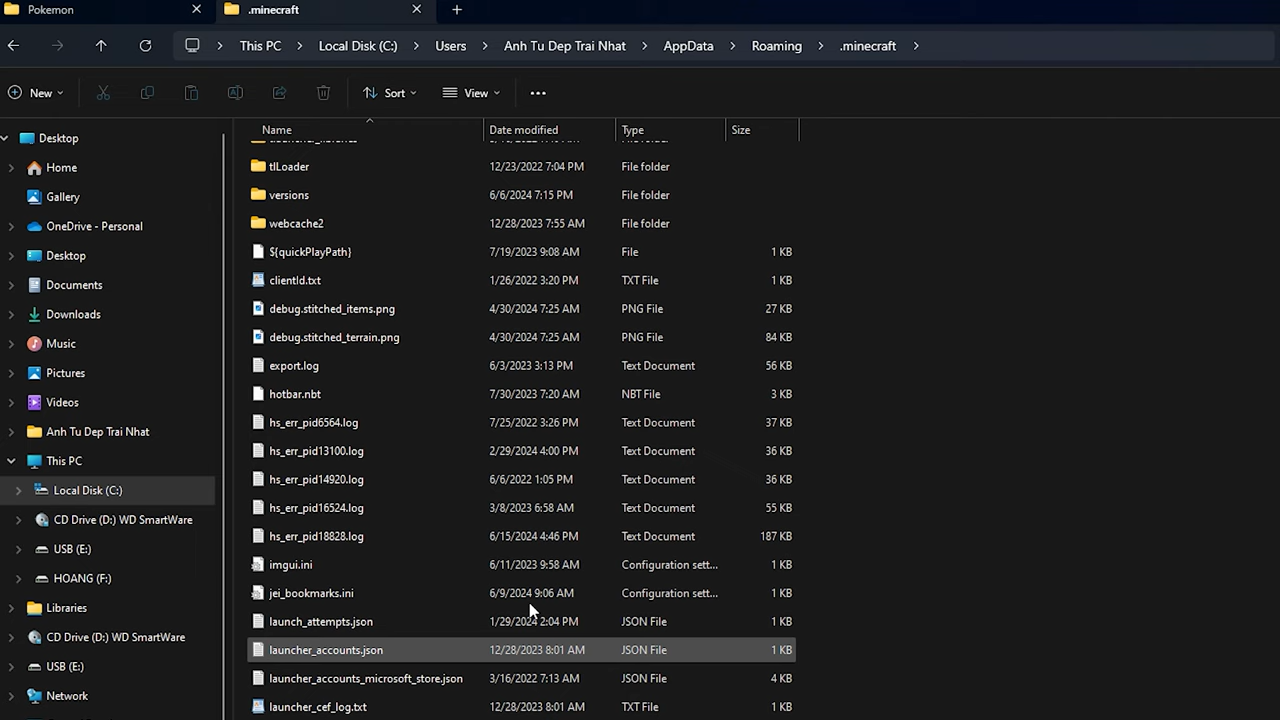 Pokemon
.minecraft
This PC > Local Disk (C:) > Users > Anh Tu Dep Trai Nhat > AppData > Roaming > .minecraft >
New
Sort
View
Name Date modified Type Size
tlLoader 12/23/2022 7:04 PM File folder
versions 6/6/2024 7:15 PM File folder
webcache2 12/28/2023 7:55 AM File folder
${quickPlayPath} 7/19/2023 9:08 AM File 1 KB
clientId.txt 1/26/2022 3:20 PM TXT File 1 KB
debug.stitched_items.png 4/30/2024 7:25 AM PNG File 27 KB
debug.stitched_terrain.png 4/30/2024 7:25 AM PNG File 84 KB
export.log 6/3/2023 3:13 PM Text Document 56 KB
hotbar.nbt 7/30/2023 7:20 AM NBT File 3 KB
hs_err_pid6564.log 7/25/2022 3:26 PM Text Document 37 KB
hs_err_pid13100.log 2/29/2024 4:00 PM Text Document 36 KB
hs_err_pid14920.log 6/6/2022 1:05 PM Text Document 36 KB
hs_err_pid16524.log 3/8/2023 6:58 AM Text Document 55 KB
hs_err_pid18828.log 6/15/2024 4:46 PM Text Document 187 KB
imgui.ini 6/11/2023 9:58 AM Configuration sett... 1 KB
jei_bookmarks.ini 6/9/2024 9:06 AM Configuration sett... 1 KB
launch_attempts.json 1/29/2024 2:04 PM JSON File 1 KB
launcher_accounts.json 12/28/2023 8:01 AM JSON File 1 KB
launcher_accounts_microsoft_store.json 3/16/2022 7:13 AM JSON File 4 KB
launcher_cef_log.txt 12/28/2023 8:01 AM TXT File 1 KB
Desktop
Home
Gallery
OneDrive - Personal
Desktop
Documents
Downloads
Music
Pictures
Videos
Anh Tu Dep Trai Nhat
This PC
Local Disk (C:)
CD Drive (D:) WD SmartWare
USB (E:)
HOANG (F:)
Libraries
CD Drive (D:) WD SmartWare
USB (E:)
Network